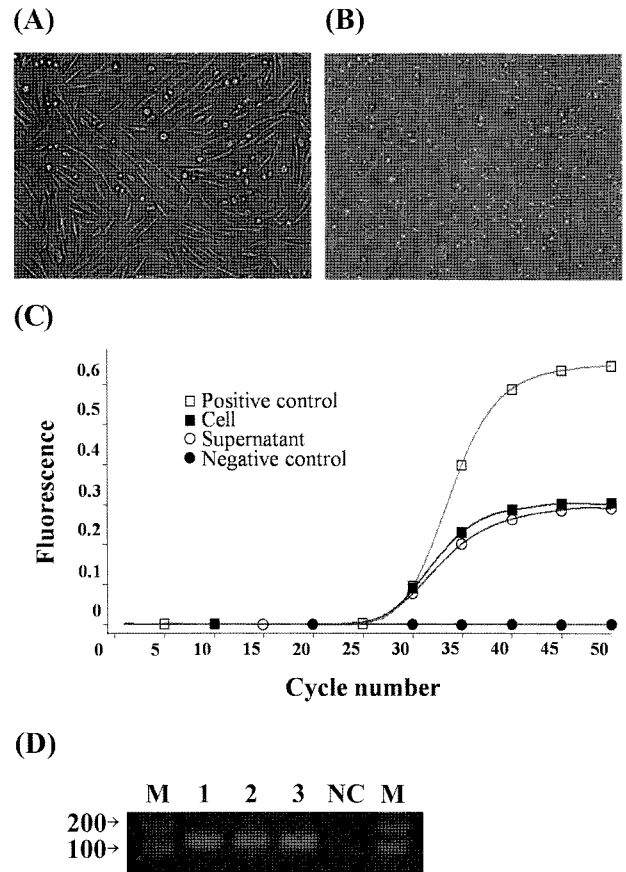 (A)
(B)
(C)
0.6
0.5
0.4
0.3
0.2
0.1
0
Fluorescence
Positive control
Cell
Supernatant
Negative control
0 5 10 15 20 25 30 35 40 45 50
Cycle number
(D)
M 1 2 3 NC M
200→
100→